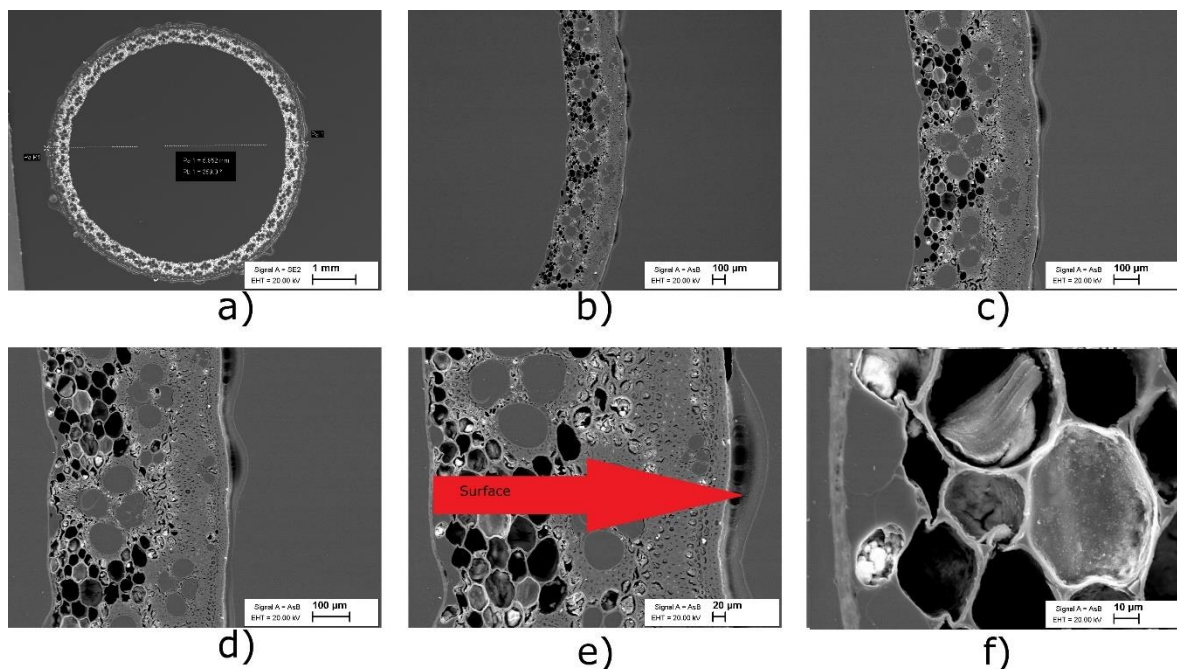 Signal A = SE2
EHT = 20.00 kV
1 mm
a)
Signal A = AsB
EHT = 20.00 kV
100 µm
b)
Signal A = AsB
EHT = 20.00 kV
100 µm
c)
Signal A = AsB
EHT = 20.00 kV
100 µm
d)
Surface
Signal A = AsB
EHT = 20.00 kV
20 µm
e)
Signal A = AsB
EHT = 20.00 kV
10 µm
f)